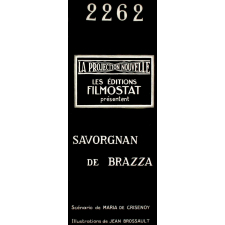 2262
LA PROJECTION NOUVELLE
LES ÉDITIONS
FILMOSTAT
présentent
SAVORGNAN
DE BRAZZA
Scénario de MARIA DE CRISENOY
Illustrations de JEAN BROSSAULT